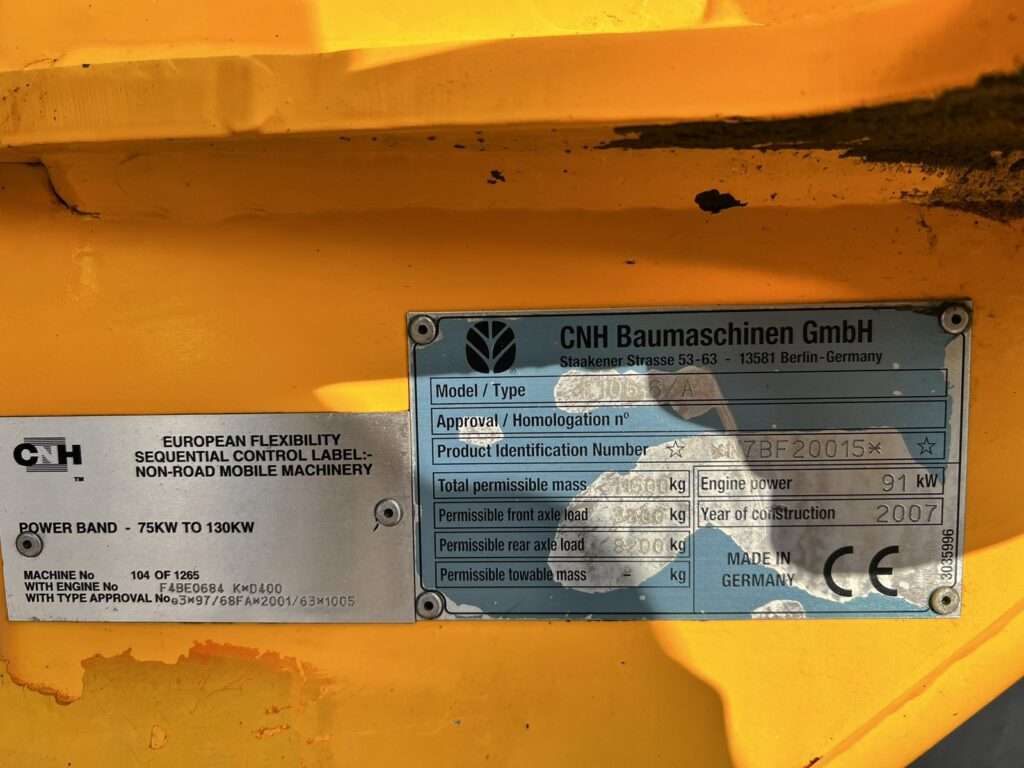 CNH
™
EUROPEAN FLEXIBILITY
SEQUENTIAL CONTROL LABEL:-
NON-ROAD MOBILE MACHINERY
POWER BAND - 75KW TO 130KW
MACHINE No 104 OF 1265
WITH ENGINE No F4BE0684 K*D400
WITH TYPE APPROVAL No e3*97/68FA*2001/63*1005
CNH Baumaschinen GmbH
Staakener Strasse 53-63 - 13581 Berlin-Germany
Model / Type
Approval / Homologation n°
Product Identification Number ☆ *N7BF20015* ☆
Total permissible mass kg
Permissible front axle load kg
Permissible rear axle load 8200 kg
Permissible towable mass - kg
Engine power 91 kW
Year of construction 2007
MADE IN
GERMANY
CE
3035996